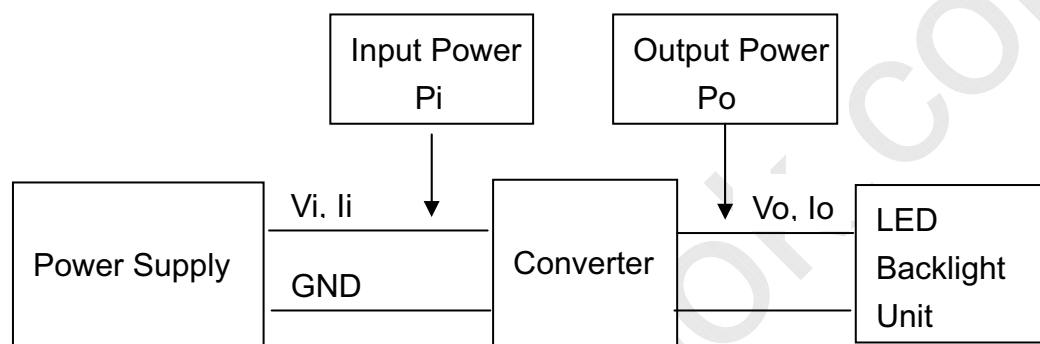 Input Power
Pi
Output Power
Po
Vi, Ii
Vo, Io
Power Supply
GND
Converter
LED
Backlight
Unit